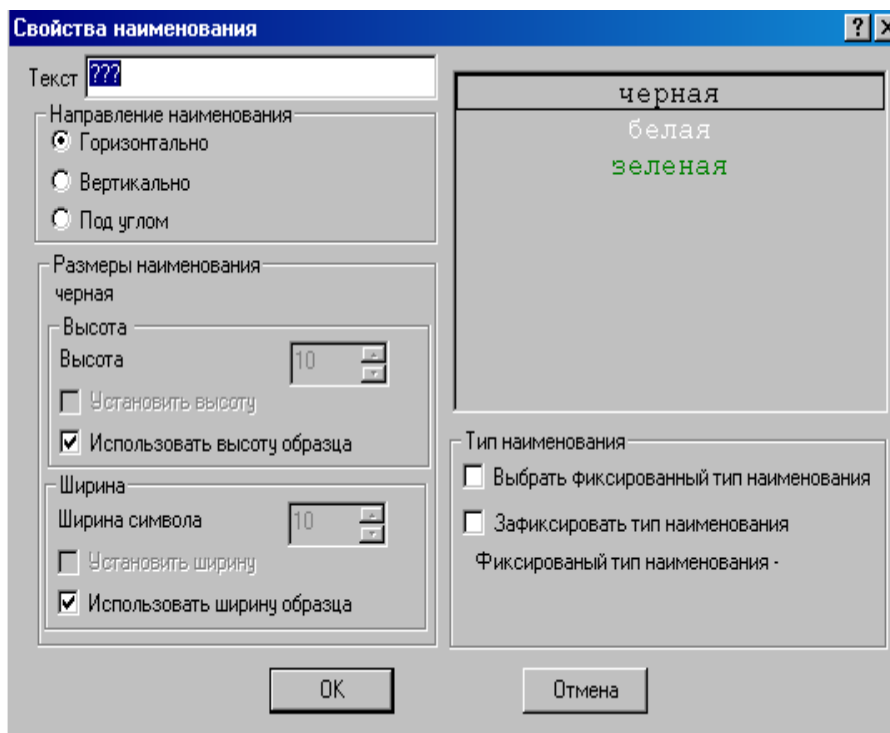 Свойства наименования
? X
Текст ???
Направление наименования
Горизонтально
Вертикально
Под углом
Размеры наименования
черная
Высота
Высота 10
Установить высоту
Использовать высоту образца
Ширина
Ширина символа 10
Установить ширину
Использовать ширину образца
черная
белая
зеленая
Тип наименования
Выбрать фиксированный тип наименования
Зафиксировать тип наименования
Фиксированый тип наименования -
OK
Отмена